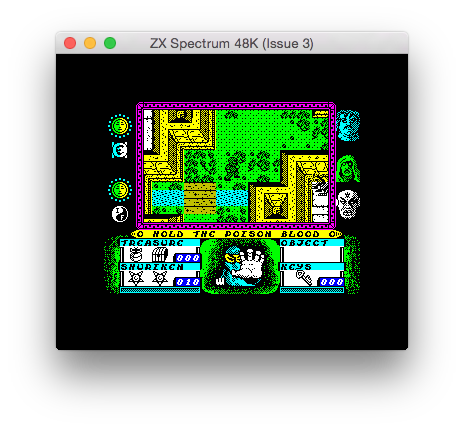 ZX Spectrum 48K (Issue 3)
O HOLD THE POISON BLOOD O
TREASURE
OBJECT
000
SHURIKEN
KEYS
010
000